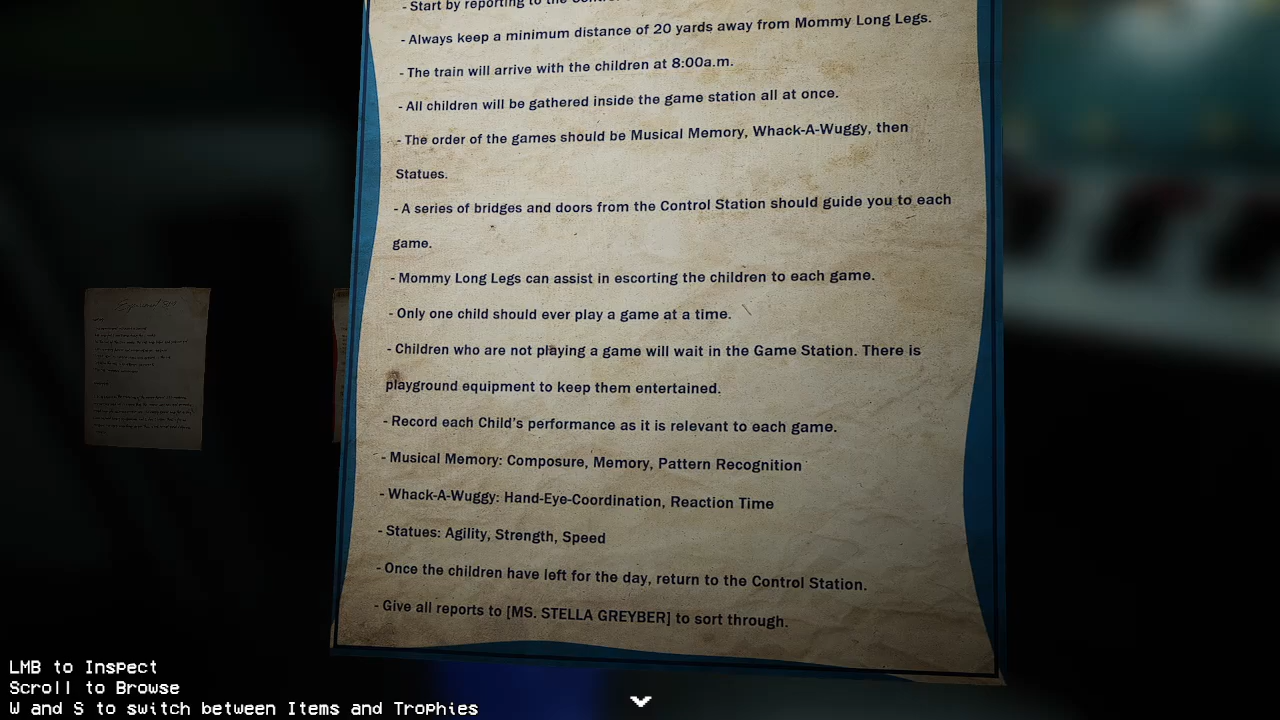 - Start by reporting to the
- Always keep a minimum distance of 20 yards away from Mommy Long Legs.
- The train will arrive with the children at 8:00a.m.
- All children will be gathered inside the game station all at once.
- The order of the games should be Musical Memory, Whack-A-Wuggy, then
Statues.
- A series of bridges and doors from the Control Station should guide you to each
game.
- Mommy Long Legs can assist in escorting the children to each game.
- Only one child should ever play a game at a time.
- Children who are not playing a game will wait in the Game Station. There is
playground equipment to keep them entertained.
- Record each Child's performance as it is relevant to each game.
- Musical Memory: Composure, Memory, Pattern Recognition
- Whack-A-Wuggy: Hand-Eye-Coordination, Reaction Time
- Statues: Agility, Strength, Speed
- Once the children have left for the day, return to the Control Station.
- Give all reports to [MS. STELLA GREYBER] to sort through.
LMB to Inspect
Scroll to Browse
W and S to switch between Items and Trophies